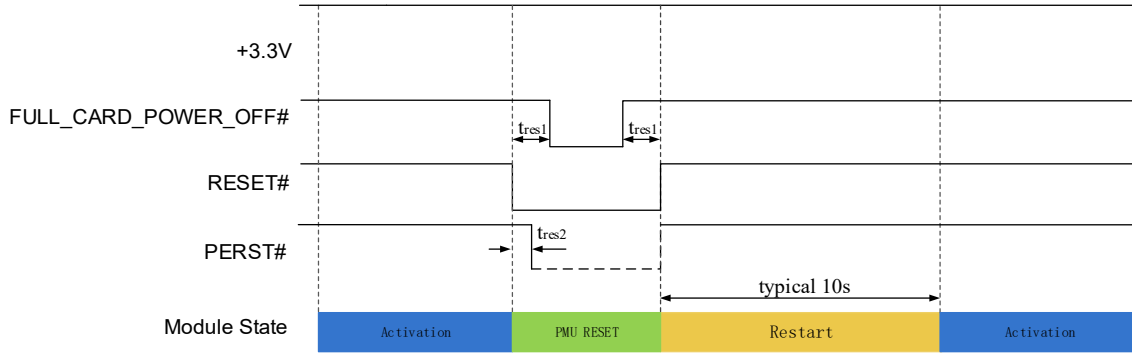 +3.3V
FULL_CARD_POWER_OFF#
tres1 tres1
RESET#
tres2
PERST#
typical 10s
Module State Activation PMU RESET Restart Activation